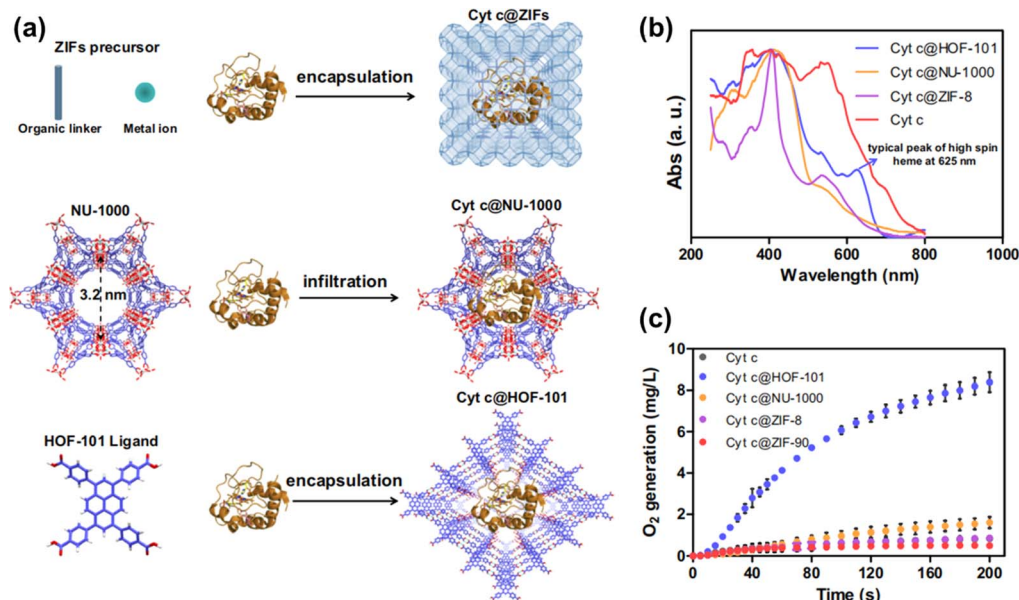 (a)
ZIFs precursor
Organic linker
Metal ion
encapsulation
Cyt c@ZIFs
NU-1000
3.2 nm
infiltration
Cyt c@NU-1000
HOF-101 Ligand
encapsulation
Cyt c@HOF-101
(b)
Abs (a. u.)
Cyt c@HOF-101
Cyt c@NU-1000
Cyt c@ZIF-8
Cyt c
typical peak of high spin
heme at 625 nm
200 400 600 800 1000
Wavelength (nm)
(c)
O2 generation (mg/L)
10
8
6
4
2
0
Cyt c
Cyt c@HOF-101
Cyt c@NU-1000
Cyt c@ZIF-8
Cyt c@ZIF-90
0 40 80 120 160 200
Time (s)